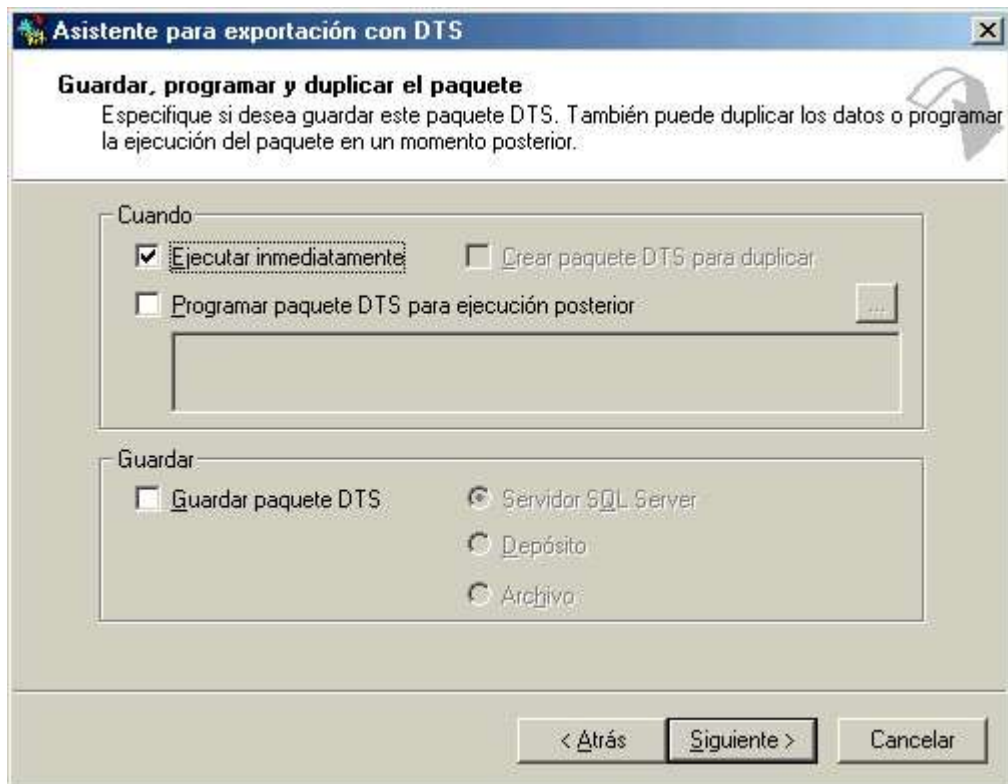 Asistente para exportación con DTS
Guardar, programar y duplicar el paquete
Especifique si desea guardar este paquete DTS. También puede duplicar los datos o programar
la ejecución del paquete en un momento posterior.
Cuando
Ejecutar inmediatamente
Crear paquete DTS para duplicar
Programar paquete DTS para ejecución posterior
...
Guardar
Guardar paquete DTS
Servidor SQL Server
Depósito
Archivo
< Atrás
Siguiente >
Cancelar